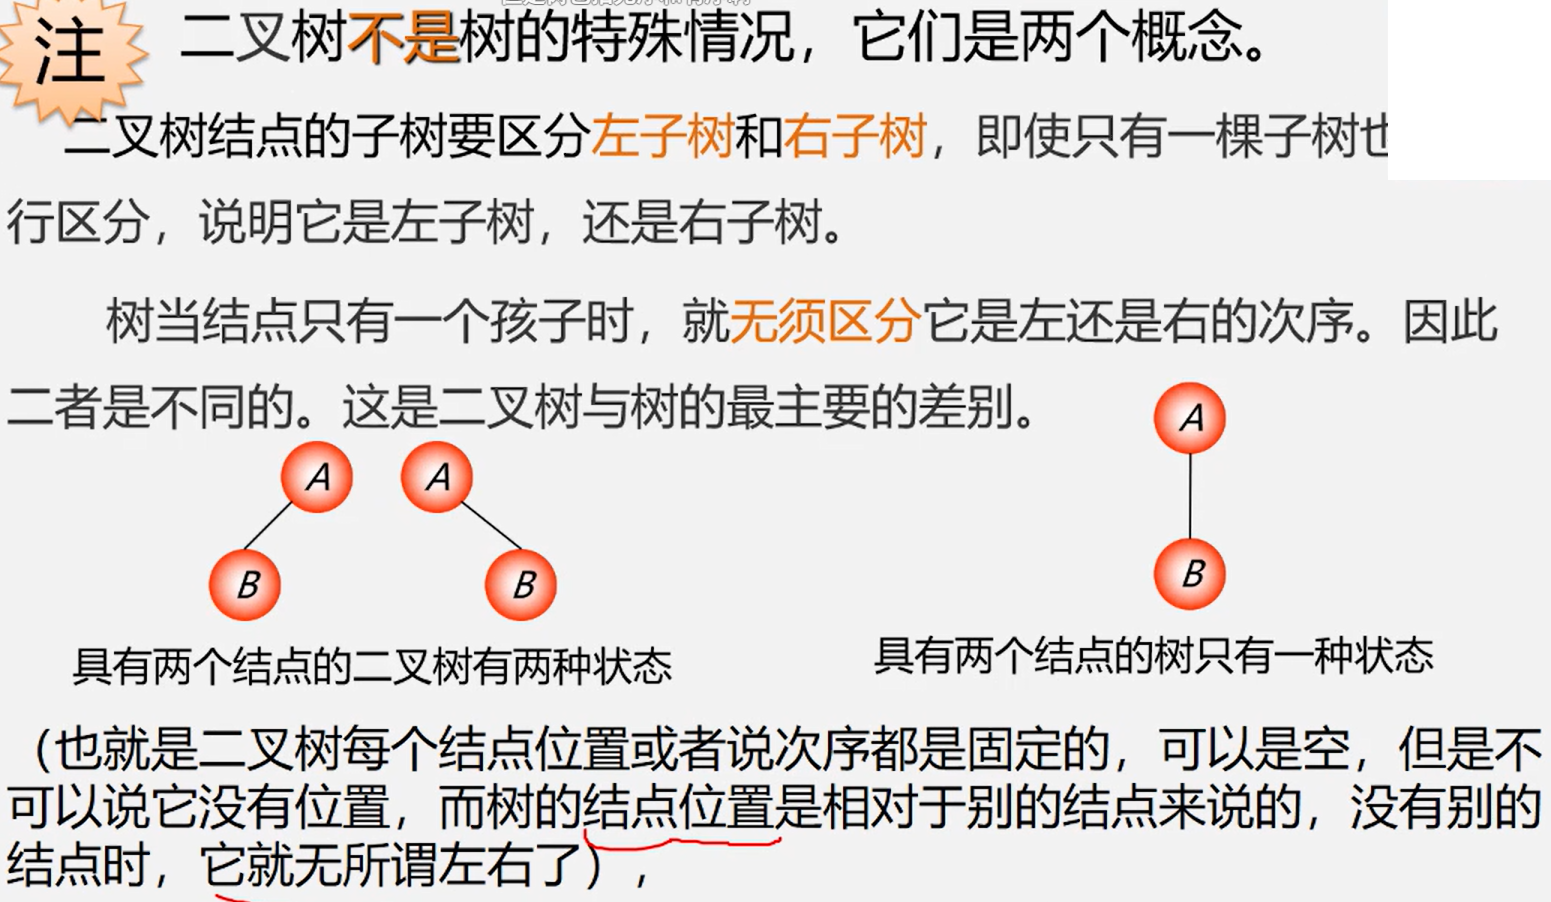 注
二叉树不是树的特殊情况，它们是两个概念。
二叉树结点的子树要区分左子树和右子树，即使只有一棵子树也
行区分，说明它是左子树，还是右子树。
树当结点只有一个孩子时，就无须区分它是左还是右的次序。因此
二者是不同的。这是二叉树与树的最主要的差别。
A A A
B B B
具有两个结点的二叉树有两种状态
具有两个结点的树只有一种状态
（也就是二叉树每个结点位置或者说次序都是固定的，可以是空，但是不
可以说它没有位置，而树的结点位置是相对于别的结点来说的，没有别的
结点时，它就无所谓左右了），